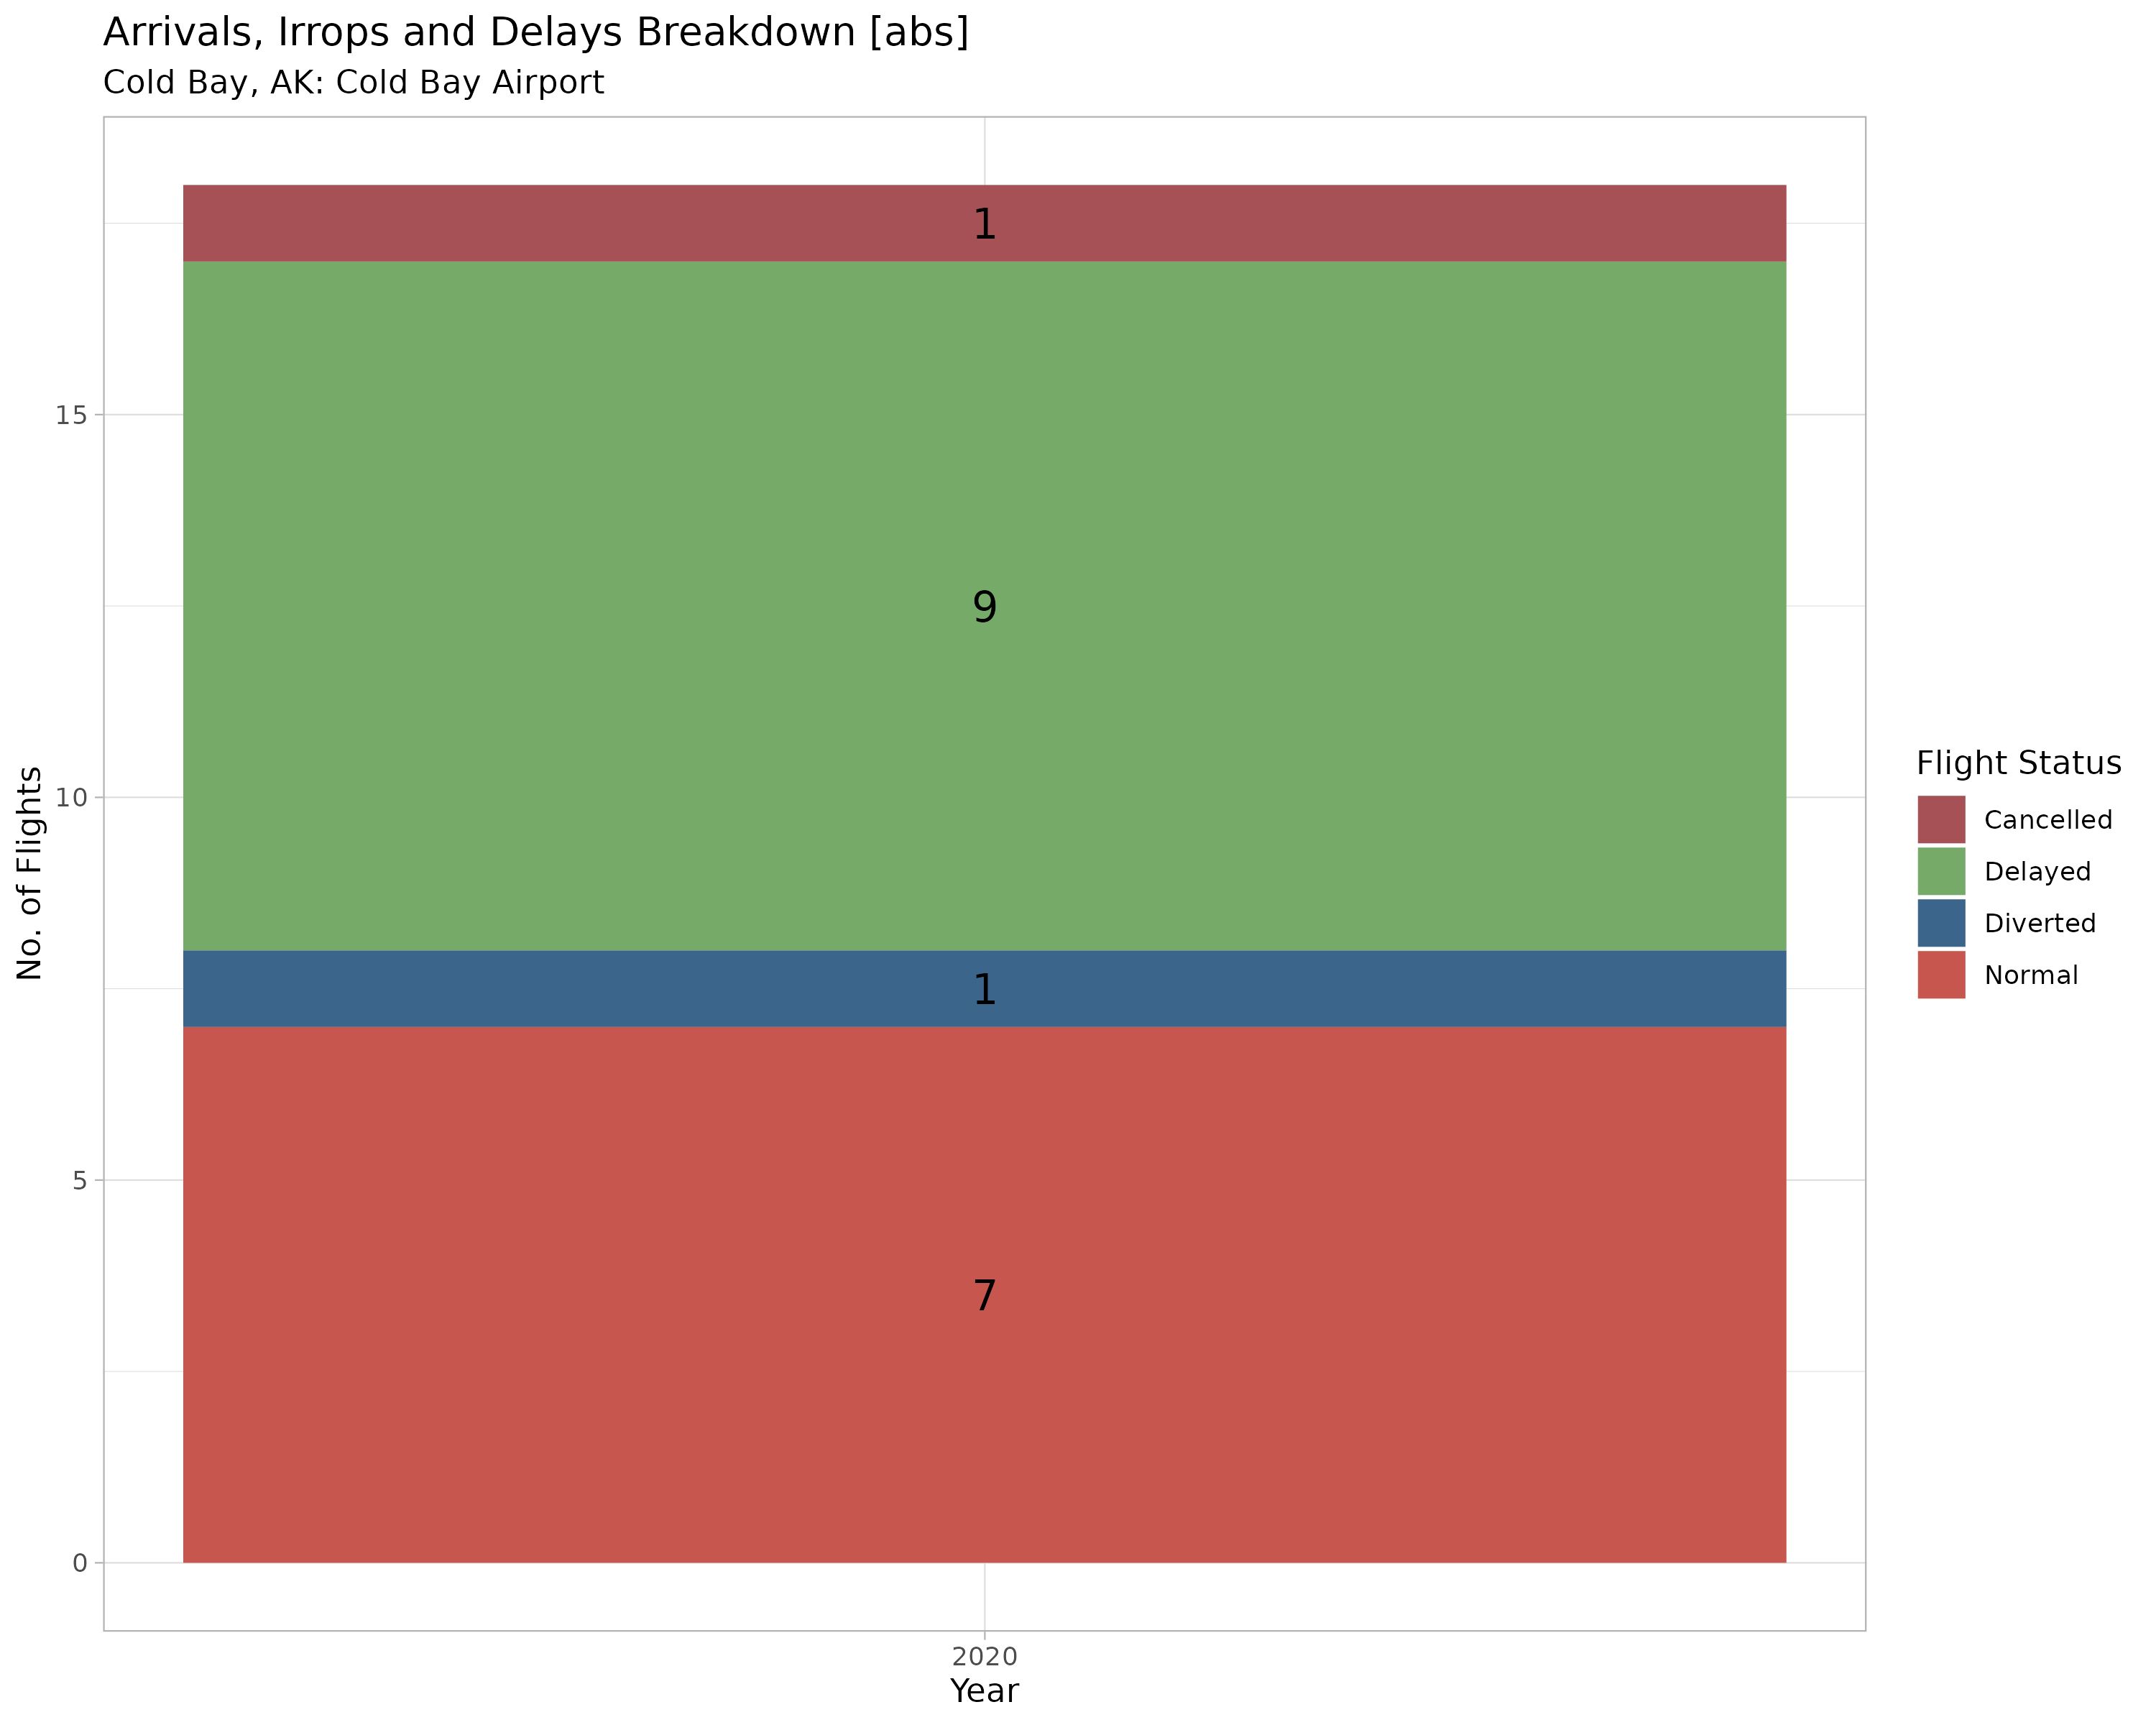 Arrivals, Irrops and Delays Breakdown [abs]
Cold Bay, AK: Cold Bay Airport
No. of Flights
15
10
5
0
1
9
1
7
2020
Year
Flight Status
Cancelled
Delayed
Diverted
Normal